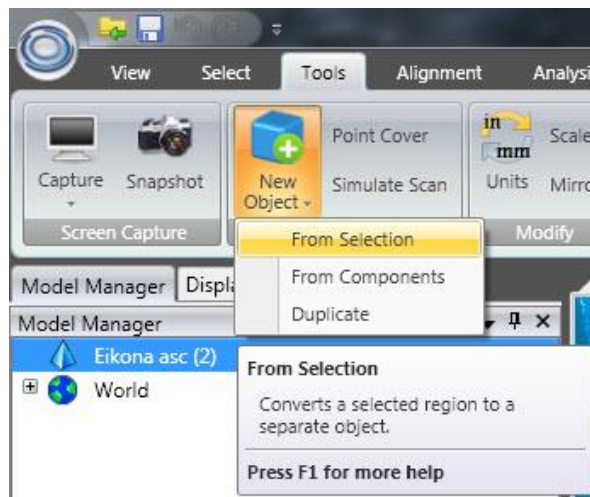 View Select Tools Alignment
Point Cover in
Simulate Scan mm
Capture Snapshot New Object Units
Screen Capture Modify
From Selection
From Components
Duplicate
Model Manager
Model Manager
Eikona asc (2)
World
From Selection
Converts a selected region to a
separate object.
Press F1 for more help